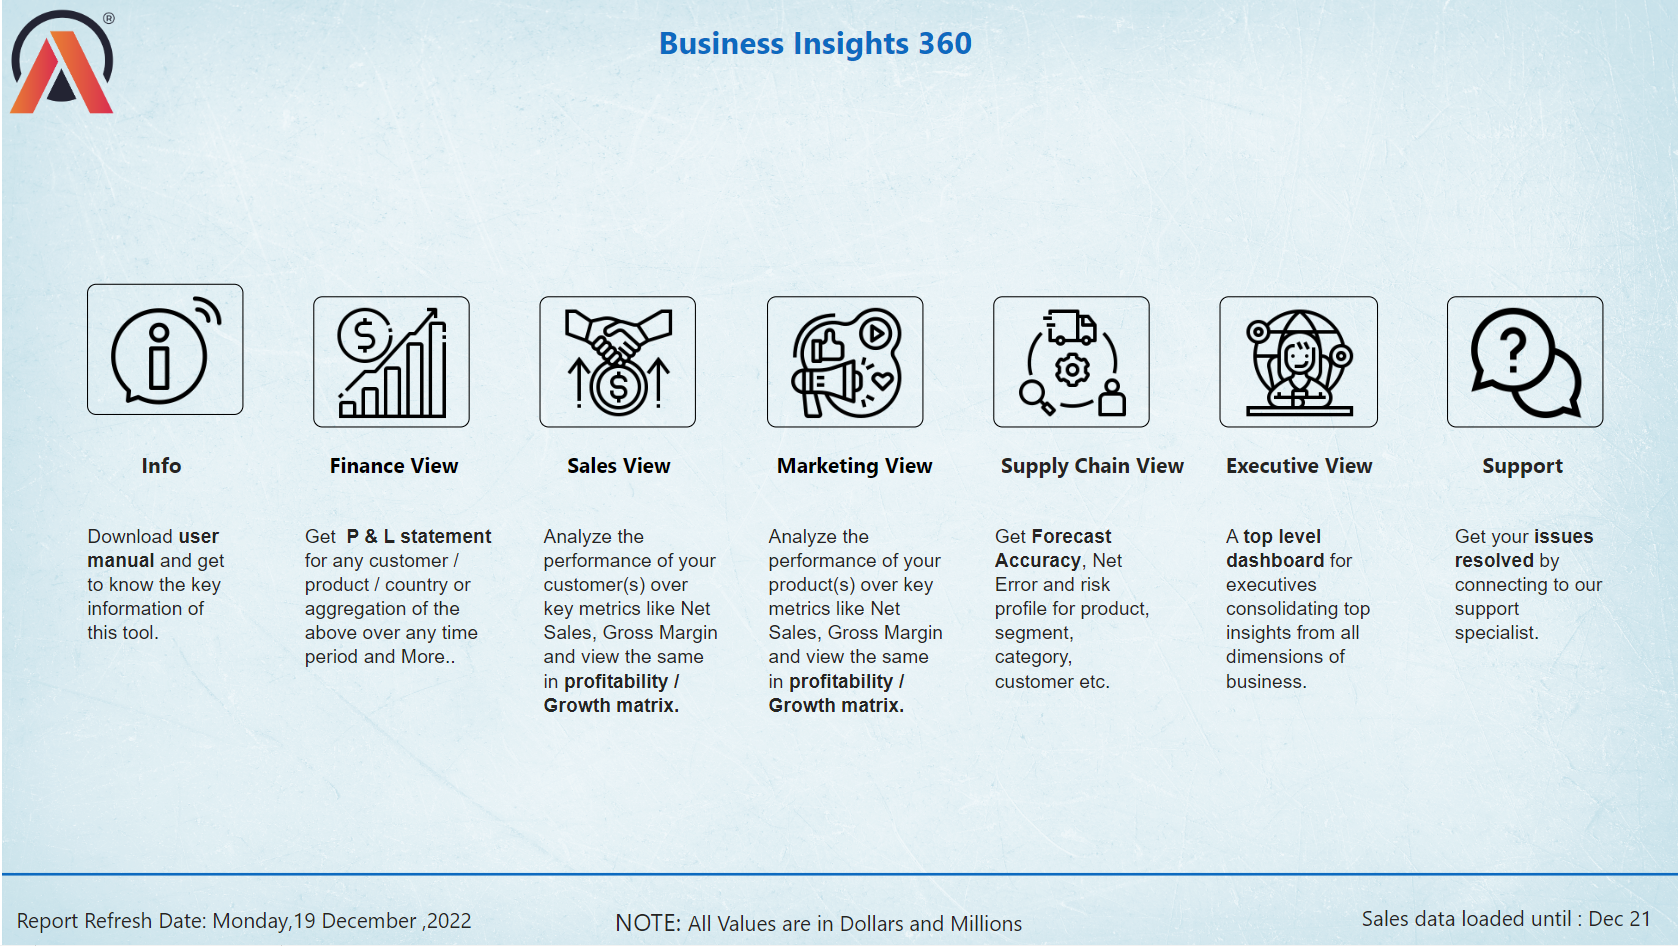 ®
Business Insights 360
Info
Download user
manual and get
to know the key
information of
this tool.
Finance View
Get P & L statement
for any customer /
product / country or
aggregation of the
above over any time
period and More..
Sales View
Analyze the
performance of your
customer(s) over
key metrics like Net
Sales, Gross Margin
and view the same
in profitability /
Growth matrix.
Marketing View
Analyze the
performance of your
product(s) over key
metrics like Net
Sales, Gross Margin
and view the same
in profitability /
Growth matrix.
Supply Chain View
Get Forecast
Accuracy, Net
Error and risk
profile for product,
segment,
category,
customer etc.
Executive View
A top level
dashboard for
executives
consolidating top
insights from all
dimensions of
business.
Support
Get your issues
resolved by
connecting to our
support
specialist.
Report Refresh Date: Monday,19 December ,2022
NOTE: All Values are in Dollars and Millions
Sales data loaded until : Dec 21